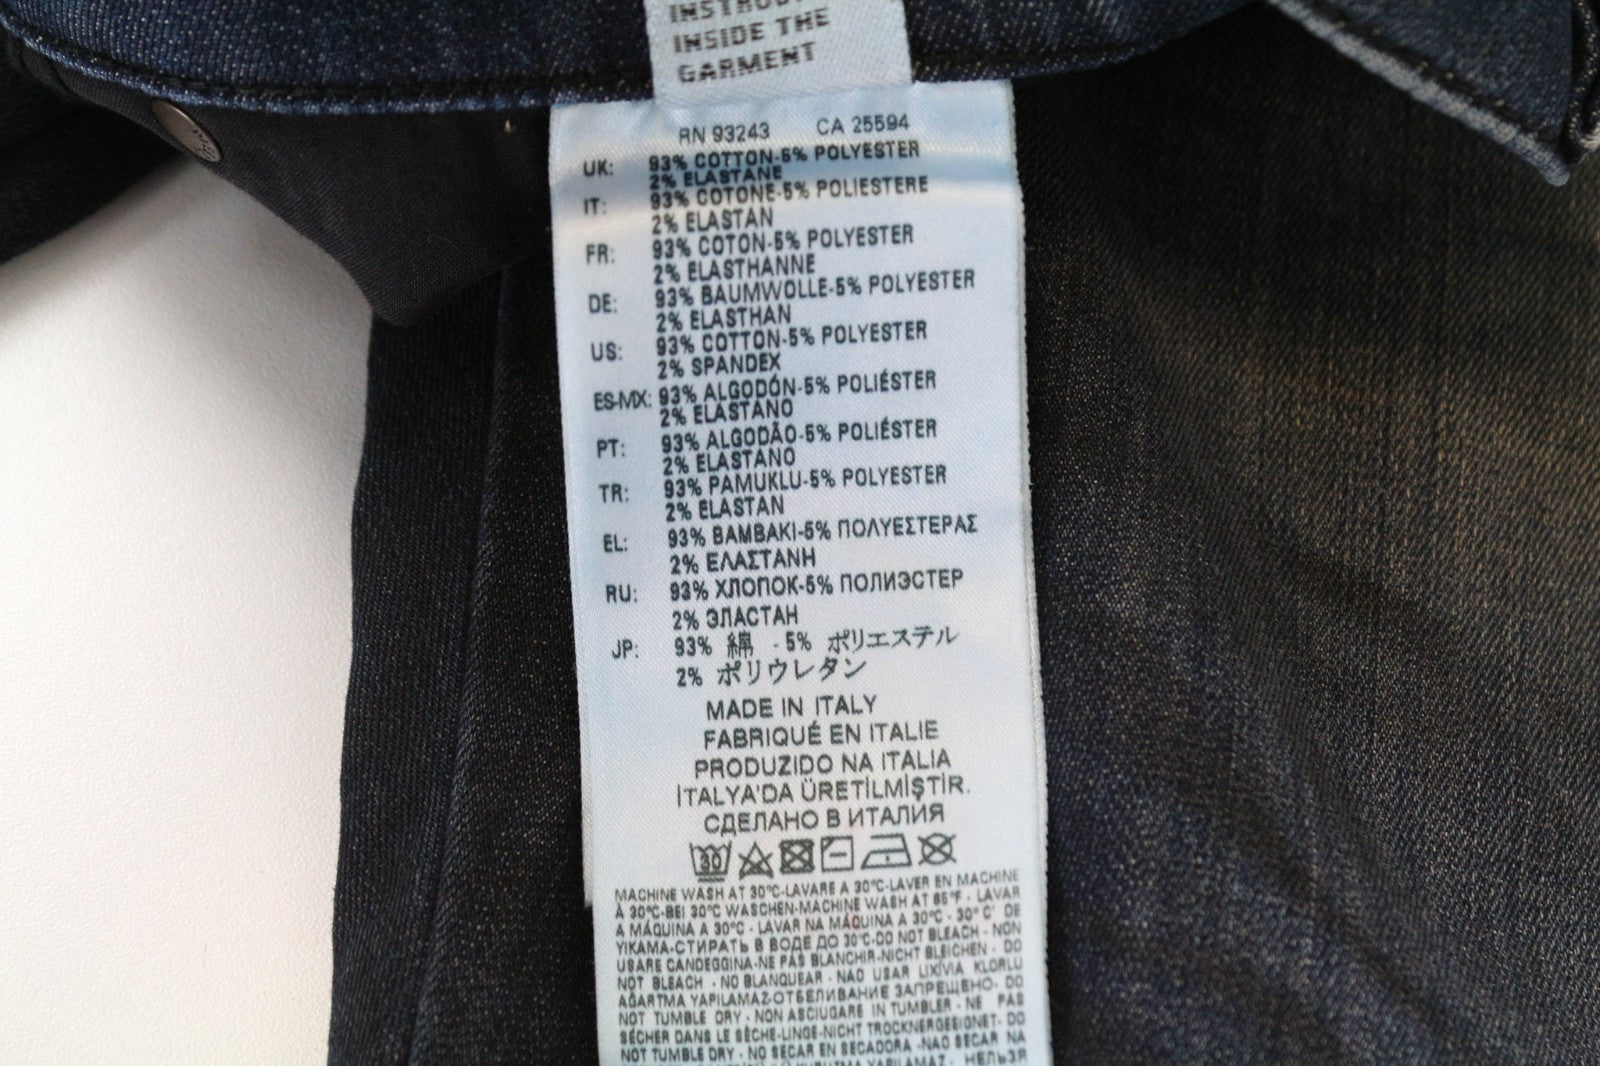 INSIDE THE
GARMENT
RN 93243 CA 25594
UK: 93% COTTON-5% POLYESTER
2% ELASTANE
IT: 93% COTONE-5% POLIESTERE
2% ELASTAN
FR: 93% COTON-5% POLYESTER
2% ELASTHANNE
DE: 93% BAUMWOLLE-5% POLYESTER
2% ELASTHAN
US: 93% COTTON-5% POLYESTER
2% SPANDEX
ES-MX: 93% ALGODÓN-5% POLIÉSTER
2% ELASTANO
PT: 93% ALGODÃO-5% POLIÉSTER
2% ELASTANO
TR: 93% PAMUKLU-5% POLYESTER
2% ELASTAN
EL: 93% ΒΑΜΒΑΚΙ-5% ΠΟΛΥΕΣΤΕΡΑΣ
2% ΕΛΑΣΤΑΝΗ
RU: 93% ХЛОПОК-5% ПОЛИЭСТЕР
2% ЭЛАСТАН
JP: 93% 綿 -5% ポリエステル
2% ポリウレタン
MADE IN ITALY
FABRIQUÉ EN ITALIE
PRODUZIDO NA ITALIA
İTALYA'DA ÜRETİLMİŞTİR.
СДЕЛАНО В ИТАЛИЯ
30
MACHINE WASH AT 30°C-LAVARE A 30°C-LAVER EN MACHINE
À 30°C-BEI 30°C WASCHEN-MACHINE WASH AT 85°F - LAVAR
A MÁQUINA A 30°C - LAVAR NA MÁQUINA A 30°C - 30° C' DE
YIKAMA-СТИРАТЬ В ВОДЕ ДО 30°C-DO NOT BLEACH - NON
USARE CANDEGGINA-NE PAS BLANCHIR-NICHT BLEICHEN - DO
NOT BLEACH - NO BLANQUEAR - NAO USAR LIXÍVIA KLORLU
AĞARTMA YAPILAMAZ-ОТБЕЛИВАНИЕ ЗАПРЕЩЕНО- DO
NOT TUMBLE DRY - NON ASCIUGARE IN TUMBLER - NE PAS
SÉCHER DANS LE SÈCHE-LINGE-NICHT TROCKNERGEEIGNET- DO
NOT TUMBLE DRY - NO SECAR EN SECADORA -NAO SECAR NA
YAPILAMAZ - НЕЛЬЗЯ